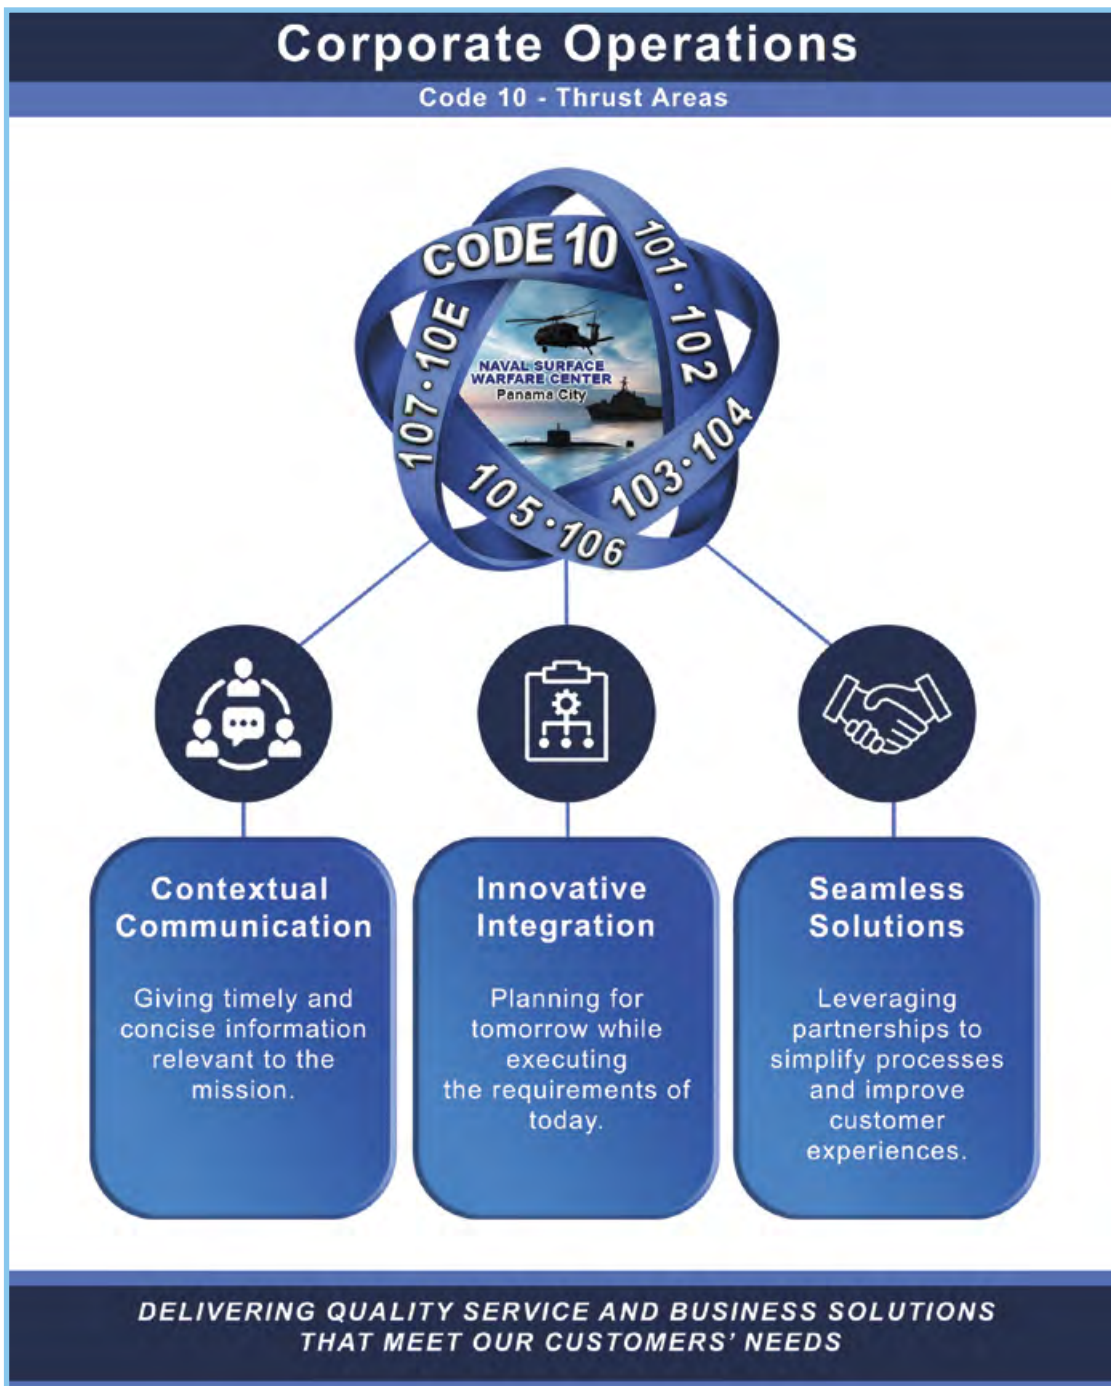 Corporate Operations
Code 10 - Thrust Areas
CODE 10
101 · 102
103 · 104
105 · 106
107 · 10E
NAVAL SURFACE
WARFARE CENTER
Panama City
Contextual
Communication
Giving timely and
concise information
relevant to the
mission.
Innovative
Integration
Planning for
tomorrow while
executing
the requirements of
today.
Seamless
Solutions
Leveraging
partnerships to
simplify processes
and improve
customer
experiences.
DELIVERING QUALITY SERVICE AND BUSINESS SOLUTIONS
THAT MEET OUR CUSTOMERS’ NEEDS